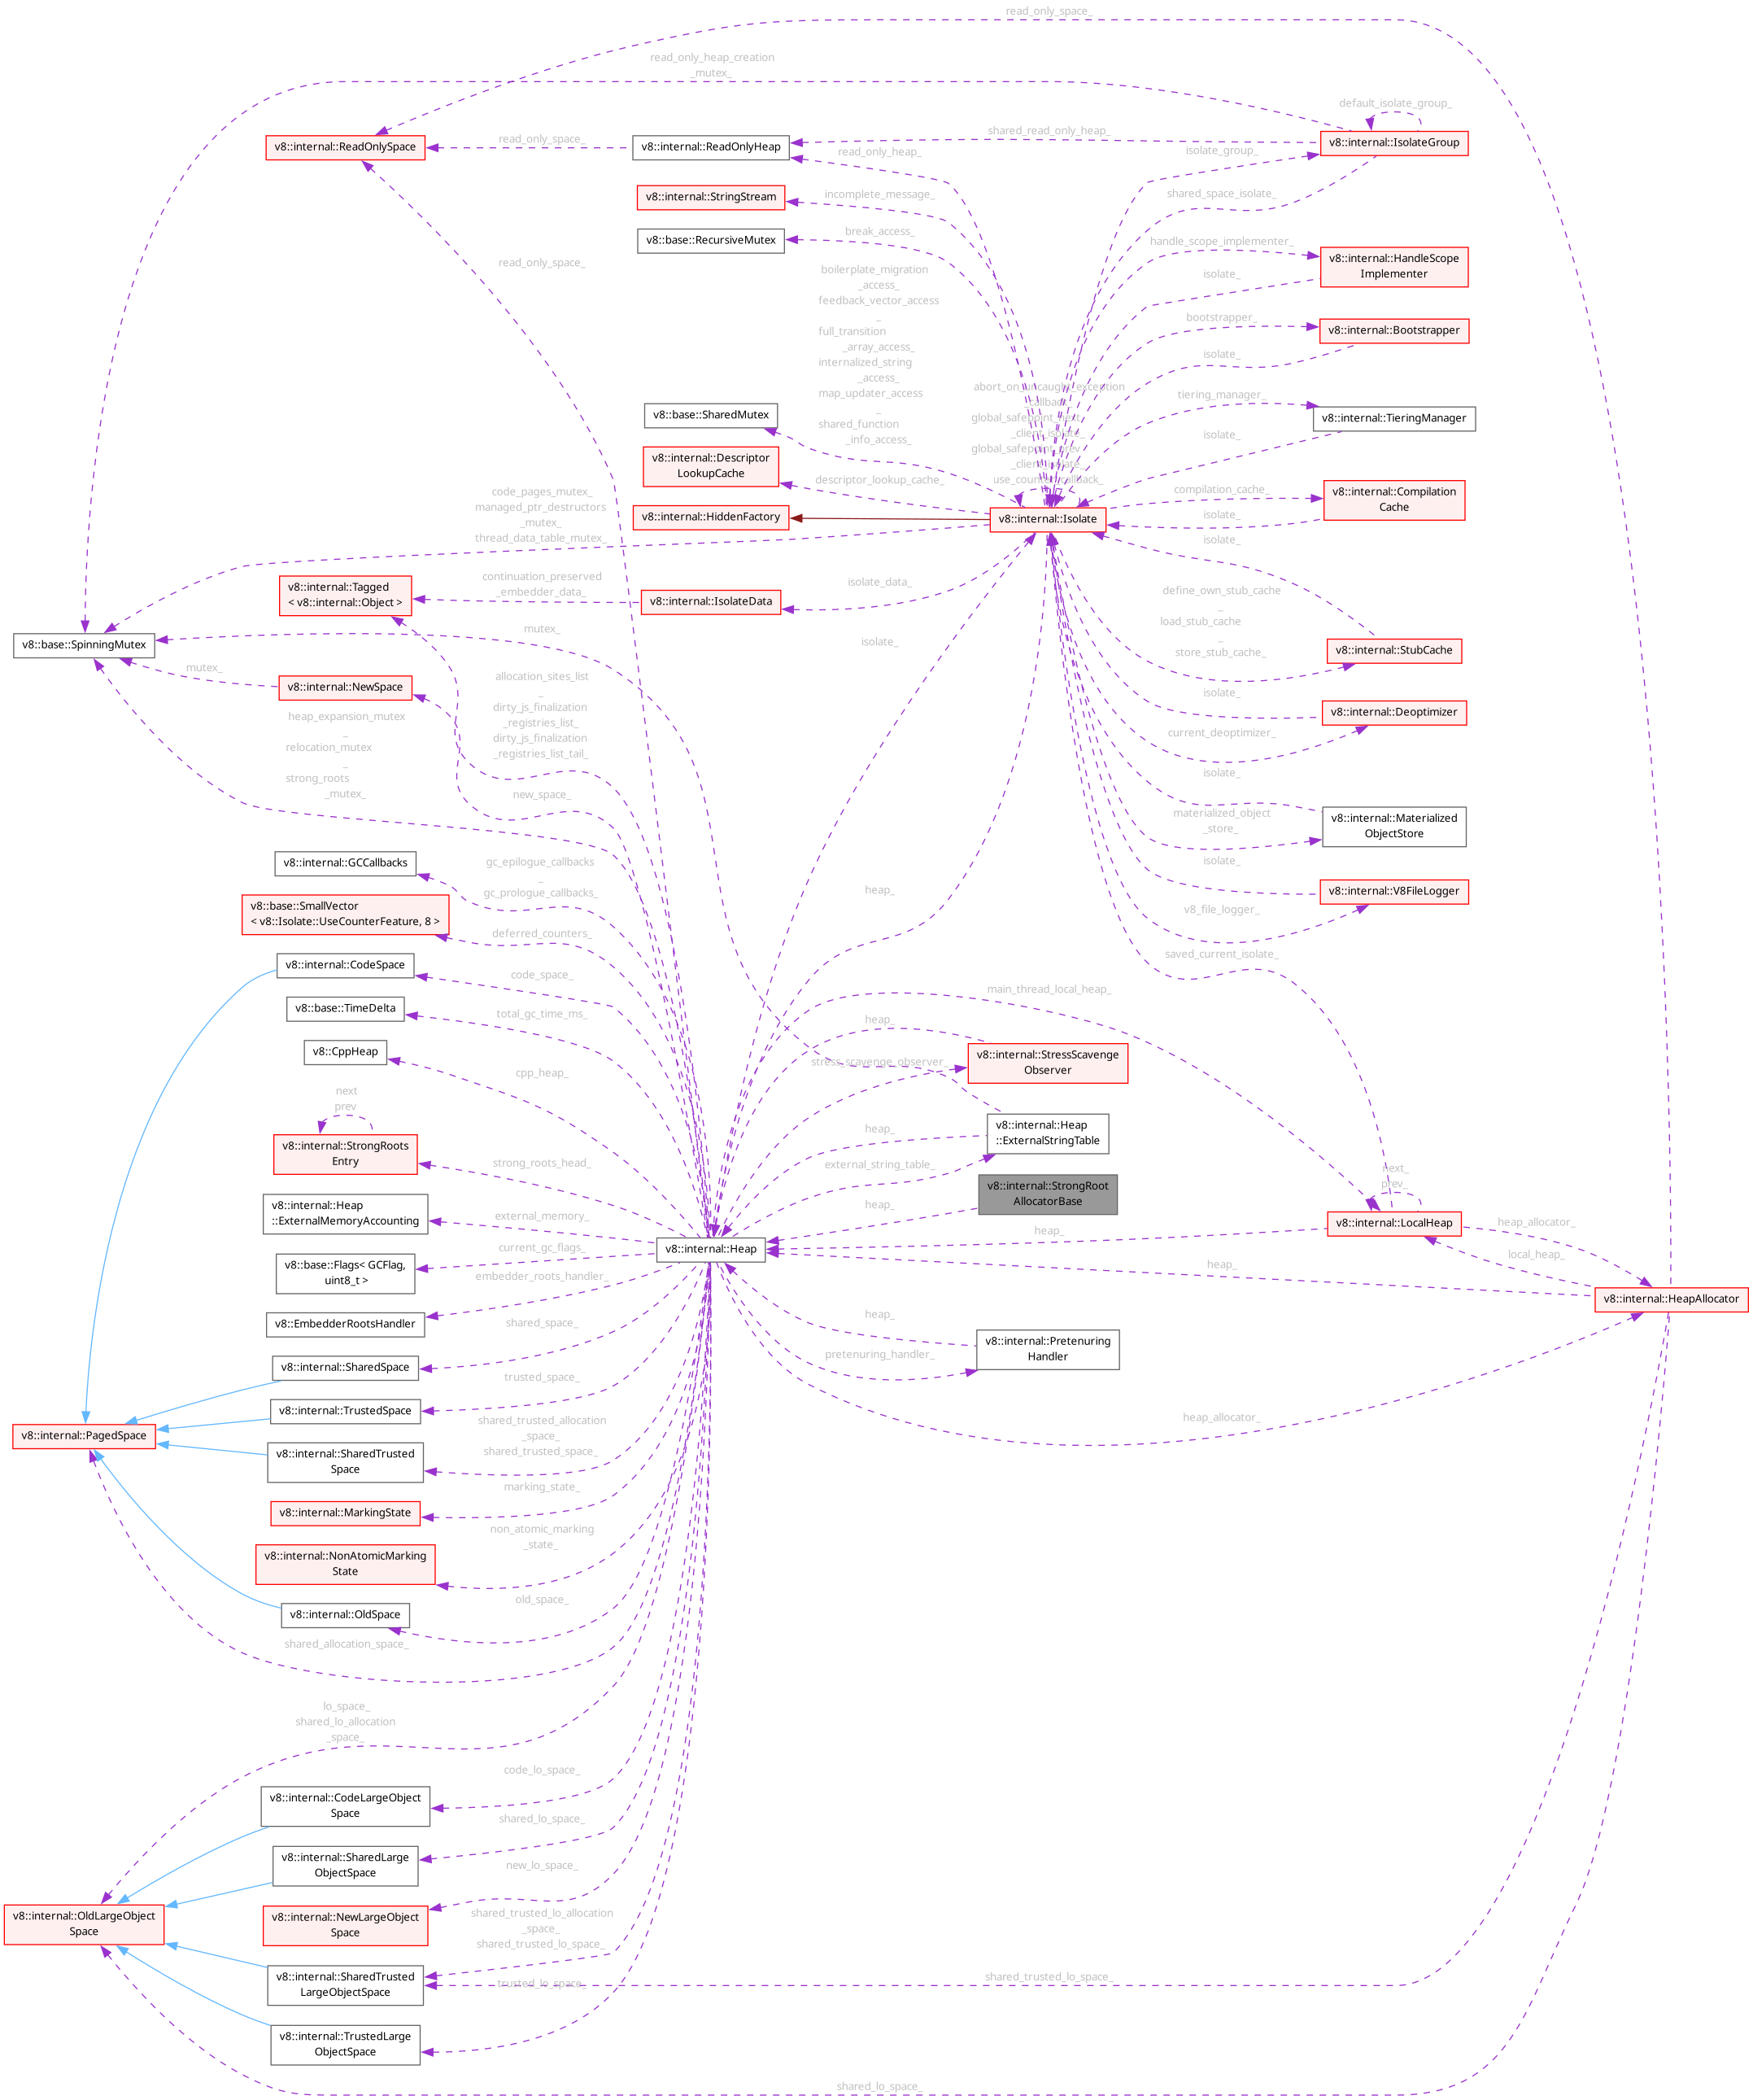 read_only_space_
read_only_heap_creation
_mutex_
default_isolate_group_
v8::internal::ReadOnlySpace
read_only_space_
v8::internal::ReadOnlyHeap
shared_read_only_heap_
v8::internal::IsolateGroup
read_only_heap_
isolate_group_
v8::internal::StringStream
incomplete_message_
shared_space_isolate_
v8::base::RecursiveMutex
break_access_
handle_scope_implementer_
v8::internal::HandleScope
Implementer
isolate_
read_only_space_
boilerplate_migration
_access_
feedback_vector_access
_
full_transition
_array_access_
internalized_string
_access_
map_updater_access
_
shared_function
_info_access_
bootstrapper_
v8::internal::Bootstrapper
isolate_
v8::base::SharedMutex
abort_on_uncaught_exception
_callback_
global_safepoint_next
_client_isolate_
global_safepoint_prev
_client_isolate_
use_counter_callback_
tiering_manager_
v8::internal::TieringManager
isolate_
v8::internal::Descriptor
LookupCache
descriptor_lookup_cache_
compilation_cache_
v8::internal::Compilation
Cache
isolate_
code_pages_mutex_
managed_ptr_destructors
_mutex_
thread_data_table_mutex_
v8::internal::HiddenFactory
v8::internal::Isolate
isolate_
v8::internal::Tagged
< v8::internal::Object >
continuation_preserved
_embedder_data_
v8::internal::IsolateData
isolate_data_
define_own_stub_cache
_
load_stub_cache
_
store_stub_cache_
v8::internal::StubCache
v8::base::SpinningMutex
mutex_
isolate_
mutex_
v8::internal::NewSpace
allocation_sites_list
_
dirty_js_finalization
_registries_list_
dirty_js_finalization
_registries_list_tail_
isolate_
v8::internal::Deoptimizer
current_deoptimizer_
heap_expansion_mutex
_
relocation_mutex
_
strong_roots
_mutex_
new_space_
isolate_
materialized_object
_store_
v8::internal::Materialized
ObjectStore
isolate_
v8::internal::GCCallbacks
gc_epilogue_callbacks
_
gc_prologue_callbacks_
heap_
v8::internal::V8FileLogger
v8_file_logger_
v8::base::SmallVector
< v8::Isolate::UseCounterFeature, 8 >
deferred_counters_
saved_current_isolate_
v8::internal::CodeSpace
code_space_
main_thread_local_heap_
v8::base::TimeDelta
total_gc_time_ms_
heap_
v8::CppHeap
cpp_heap_
stress_scavenge_observer_
v8::internal::StressScavenge
Observer
next
prev
v8::internal::StrongRoots
Entry
strong_roots_head_
heap_
external_string_table_
v8::internal::Heap
::ExternalStringTable
v8::internal::StrongRoot
AllocatorBase
heap_
next_
prev_
v8::internal::Heap
::ExternalMemoryAccounting
external_memory_
v8::internal::Heap
heap_
v8::internal::LocalHeap
heap_allocator_
local_heap_
v8::base::Flags< GCFlag,
uint8_t >
current_gc_flags_
heap_
v8::internal::HeapAllocator
v8::EmbedderRootsHandler
embedder_roots_handler_
heap_
pretenuring_handler_
v8::internal::Pretenuring
Handler
v8::internal::SharedSpace
shared_space_
v8::internal::TrustedSpace
trusted_space_
heap_allocator_
v8::internal::PagedSpace
v8::internal::SharedTrusted
Space
shared_trusted_allocation
_space_
shared_trusted_space_
v8::internal::MarkingState
marking_state_
v8::internal::NonAtomicMarking
State
non_atomic_marking
_state_
v8::internal::OldSpace
old_space_
shared_allocation_space_
lo_space_
shared_lo_allocation
_space_
v8::internal::CodeLargeObject
Space
code_lo_space_
v8::internal::SharedLarge
ObjectSpace
shared_lo_space_
v8::internal::OldLargeObject
Space
v8::internal::NewLargeObject
Space
new_lo_space_
shared_trusted_lo_allocation
_space_
shared_trusted_lo_space_
v8::internal::SharedTrusted
LargeObjectSpace
trusted_lo_space_
shared_trusted_lo_space_
v8::internal::TrustedLarge
ObjectSpace
shared_lo_space_